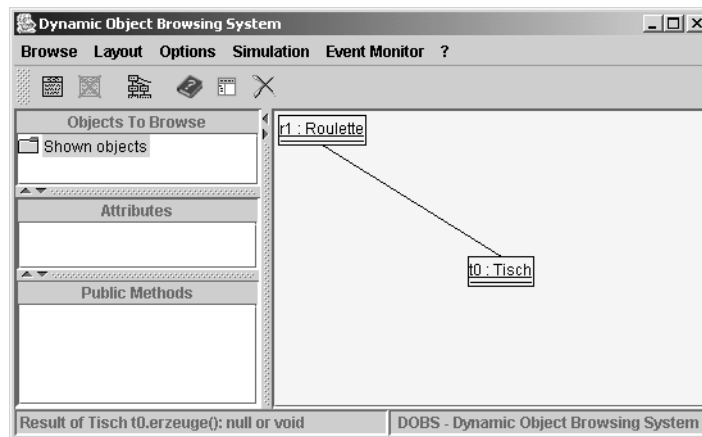 Dynamic Object Browsing System
Browse Layout Options Simulation Event Monitor ?
Objects To Browse
Shown objects
Attributes
Public Methods
r1 : Roulette
t0 : Tisch
Result of Tisch t0.erzeuge(): null or void
DOBS - Dynamic Object Browsing System